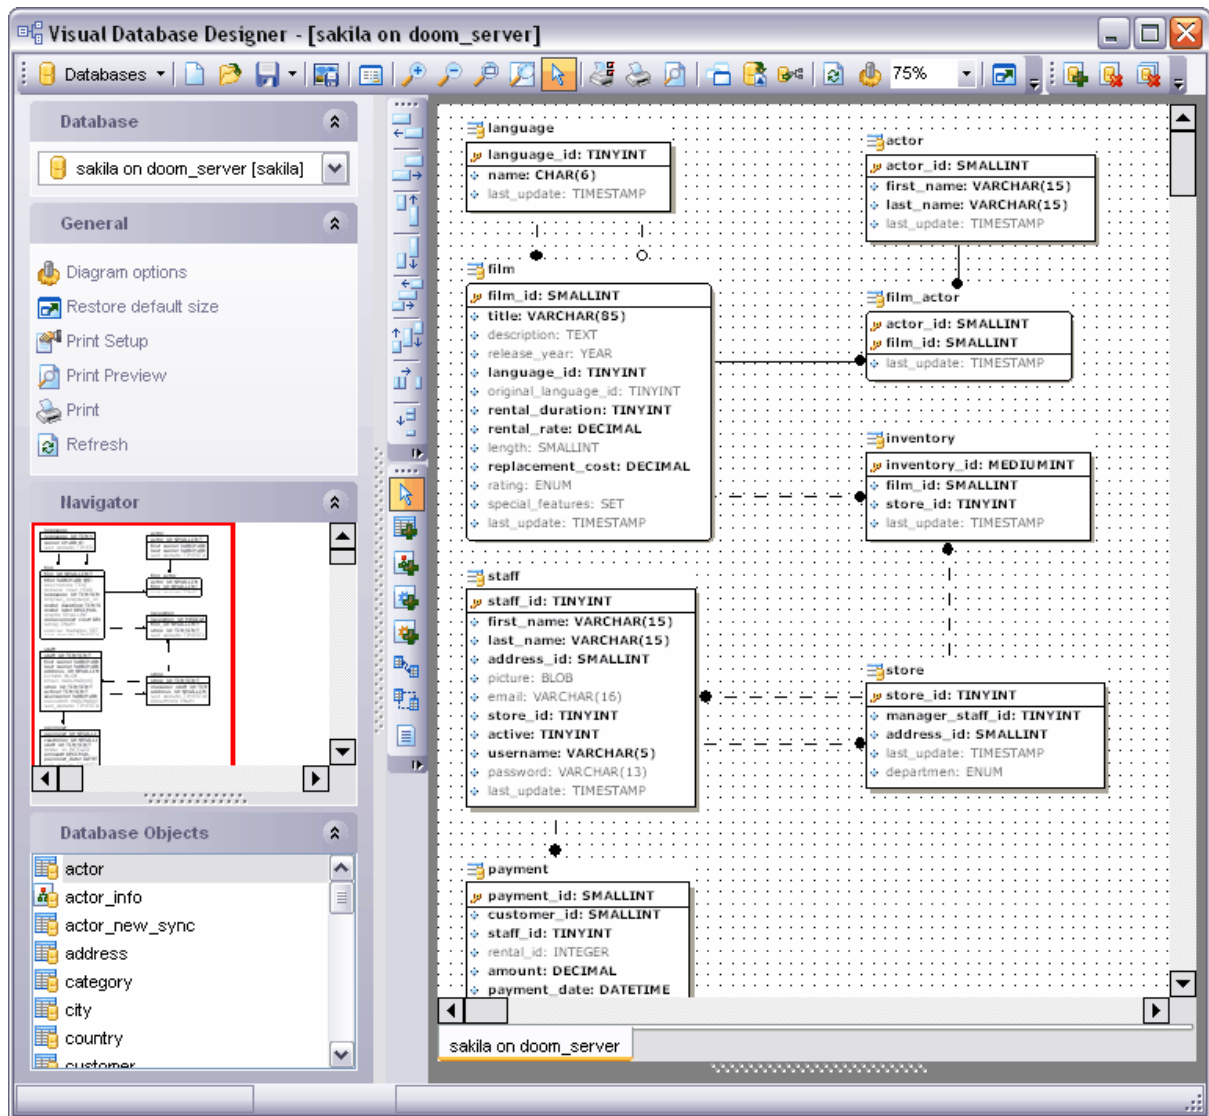 Visual Database Designer - [sakila on doom_server]
Databases
75%
Database
sakila on doom_server [sakila]
General
Diagram options
Restore default size
Print Setup
Print Preview
Print
Refresh
Navigator
Database Objects
actor
actor_info
actor_new_sync
address
category
city
country
customer
language
language_id: TINYINT
name: CHAR(6)
last_update: TIMESTAMP
film
film_id: SMALLINT
title: VARCHAR(85)
description: TEXT
release_year: YEAR
language_id: TINYINT
original_language_id: TINYINT
rental_duration: TINYINT
rental_rate: DECIMAL
length: SMALLINT
replacement_cost: DECIMAL
rating: ENUM
special_features: SET
last_update: TIMESTAMP
staff
staff_id: TINYINT
first_name: VARCHAR(15)
last_name: VARCHAR(15)
address_id: SMALLINT
picture: BLOB
email: VARCHAR(16)
store_id: TINYINT
active: TINYINT
username: VARCHAR(5)
password: VARCHAR(13)
last_update: TIMESTAMP
payment
payment_id: SMALLINT
customer_id: SMALLINT
staff_id: TINYINT
rental_id: INTEGER
amount: DECIMAL
payment_date: DATETIME
actor
actor_id: SMALLINT
first_name: VARCHAR(15)
last_name: VARCHAR(15)
last_update: TIMESTAMP
film_actor
actor_id: SMALLINT
film_id: SMALLINT
last_update: TIMESTAMP
inventory
inventory_id: MEDIUMINT
film_id: SMALLINT
store_id: TINYINT
last_update: TIMESTAMP
store
store_id: TINYINT
manager_staff_id: TINYINT
address_id: SMALLINT
last_update: TIMESTAMP
departmen: ENUM
sakila on doom_server